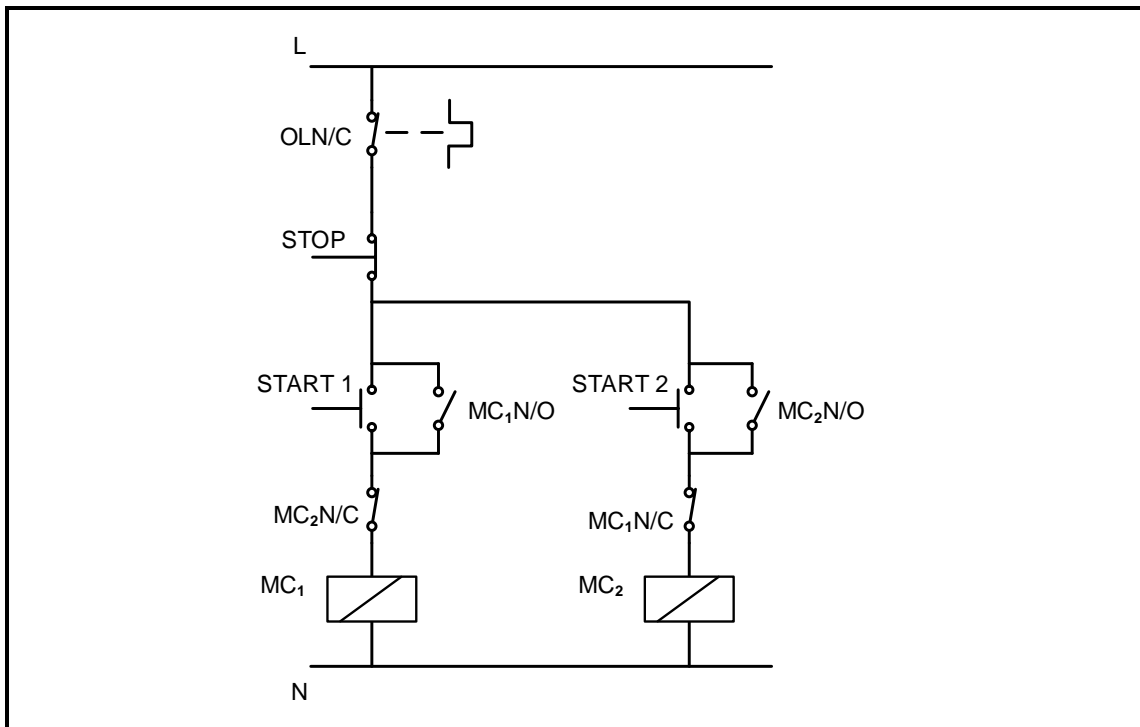 L
OLN/C
STOP
START 1
MC₁N/O
START 2
MC₂N/O
MC₂N/C
MC₁N/C
MC₁
MC₂
N